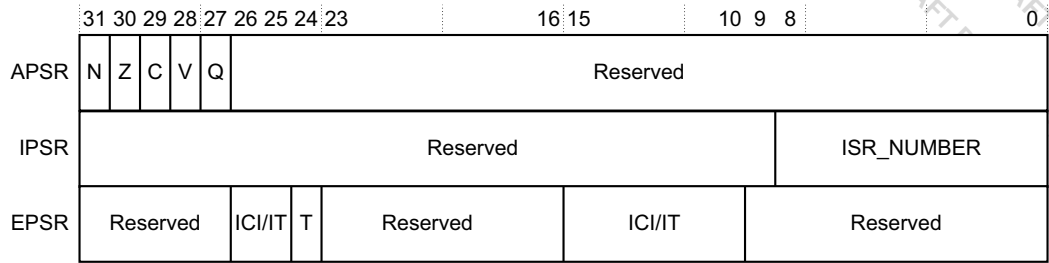 31 30 29 28 27 26 25 24 23 16 15 10 9 8 0
APSR N Z C V Q Reserved
IPSR Reserved ISR_NUMBER
EPSR Reserved ICI/IT T Reserved ICI/IT Reserved